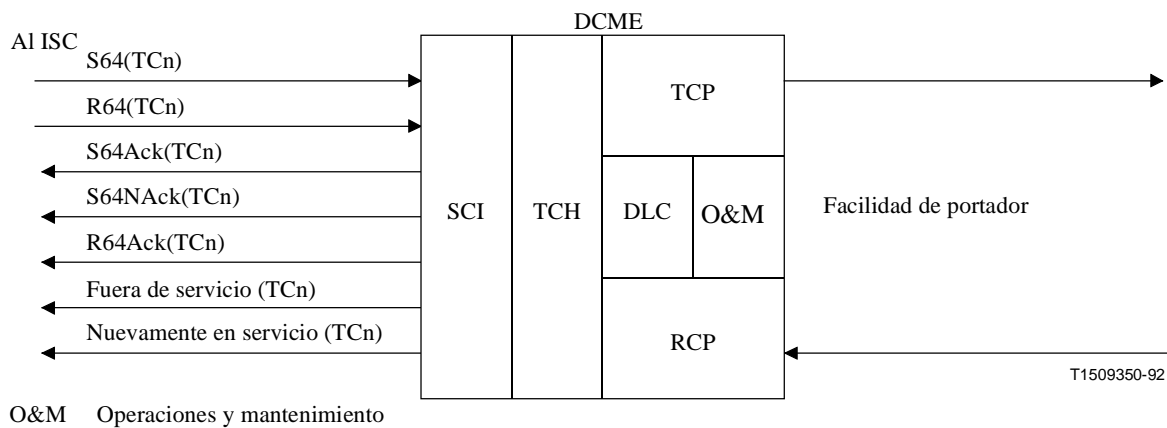 DCME
Al ISC
S64(TCn)
R64(TCn)
S64Ack(TCn)
S64NAck(TCn)
R64Ack(TCn)
Fuera de servicio (TCn)
Nuevamente en servicio (TCn)
SCI
TCH
TCP
DLC
O&M
RCP
Facilidad de portador
T1509350-92
O&M Operaciones y mantenimiento